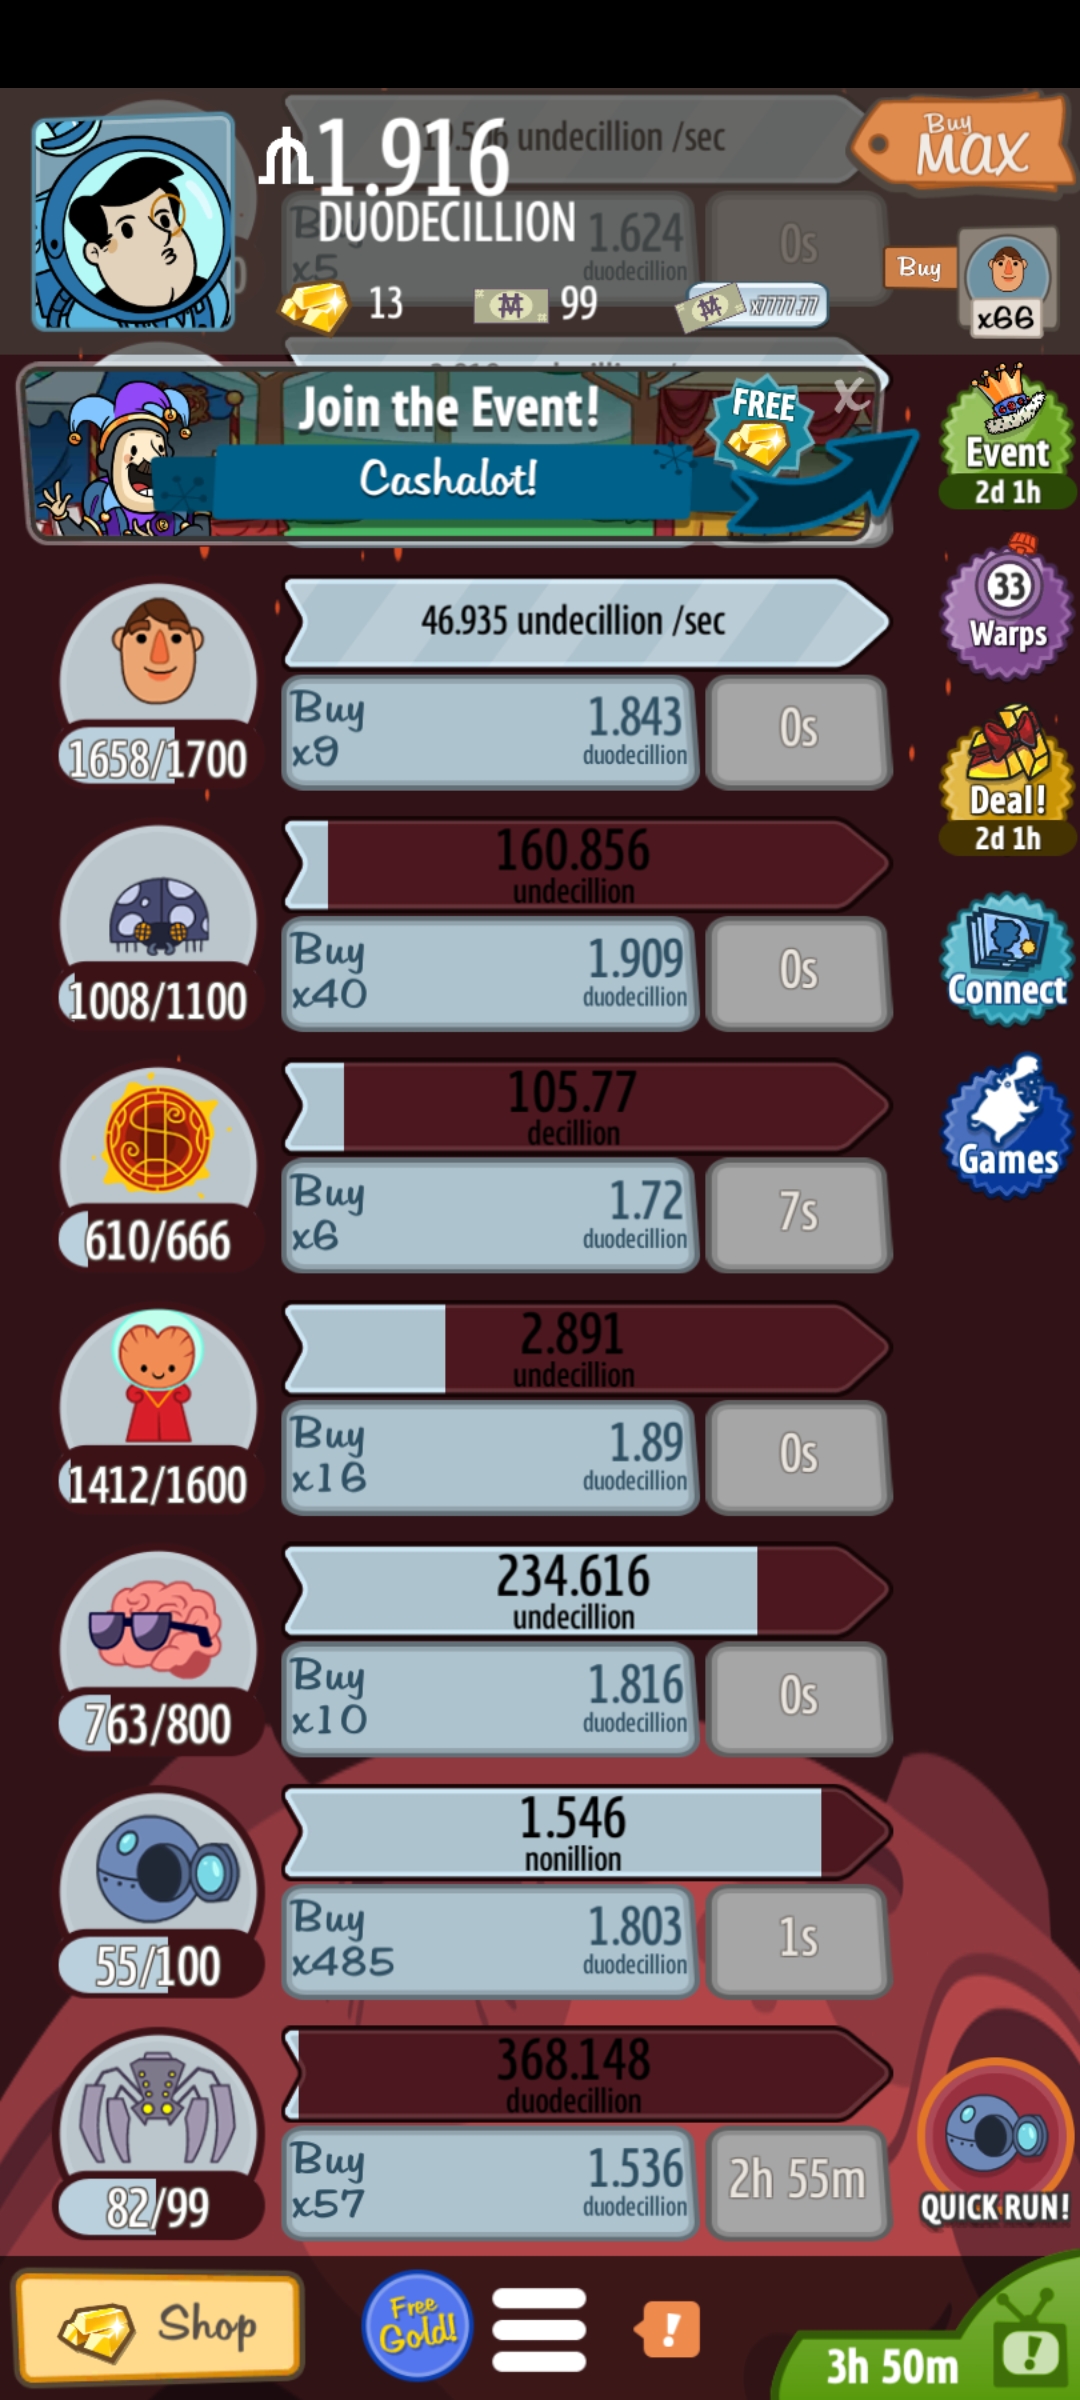 ₼1.916
DUODECILLION
undecillion /sec
Buy
MAX
Buy
x5
1.624
duodecillion
0s
13
99
x7777.77
Buy
x66
Join the Event!
Cashalot!
FREE
X
Event
2d 1h
33
Warps
Deal!
2d 1h
Connect
Games
46.935 undecillion /sec
1658/1700
Buy
x9
1.843
duodecillion
0s
160.856
undecillion
1008/1100
Buy
x40
1.909
duodecillion
0s
105.77
decillion
610/666
Buy
x6
1.72
duodecillion
7s
2.891
undecillion
1412/1600
Buy
x16
1.89
duodecillion
0s
234.616
undecillion
763/800
Buy
x10
1.816
duodecillion
0s
1.546
nonillion
55/100
Buy
x485
1.803
duodecillion
1s
368.148
duodecillion
82/99
Buy
x57
1.536
duodecillion
2h 55m
QUICK RUN!
Shop
Free
Gold!
!
3h 50m
!